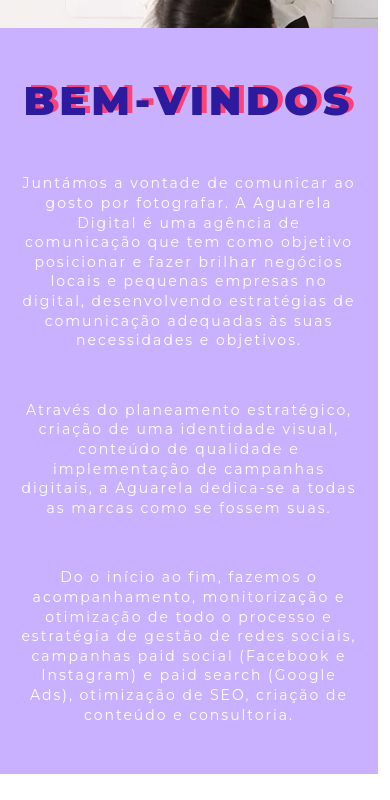 BEM-VINDOS
Juntámos a vontade de comunicar ao
gosto por fotografar. A Aguarela
Digital é uma agência de
comunicação que tem como objetivo
posicionar e fazer brilhar negócios
locais e pequenas empresas no
digital, desenvolvendo estratégias de
comunicação adequadas às suas
necessidades e objetivos.
Através do planeamento estratégico,
criação de uma identidade visual,
conteúdo de qualidade e
implementação de campanhas
digitais, a Aguarela dedica-se a todas
as marcas como se fossem suas.
Do o início ao fim, fazemos o
acompanhamento, monitorização e
otimização de todo o processo e
estratégia de gestão de redes sociais,
campanhas paid social (Facebook e
Instagram) e paid search (Google
Ads), otimização de SEO, criação de
conteúdo e consultoria.